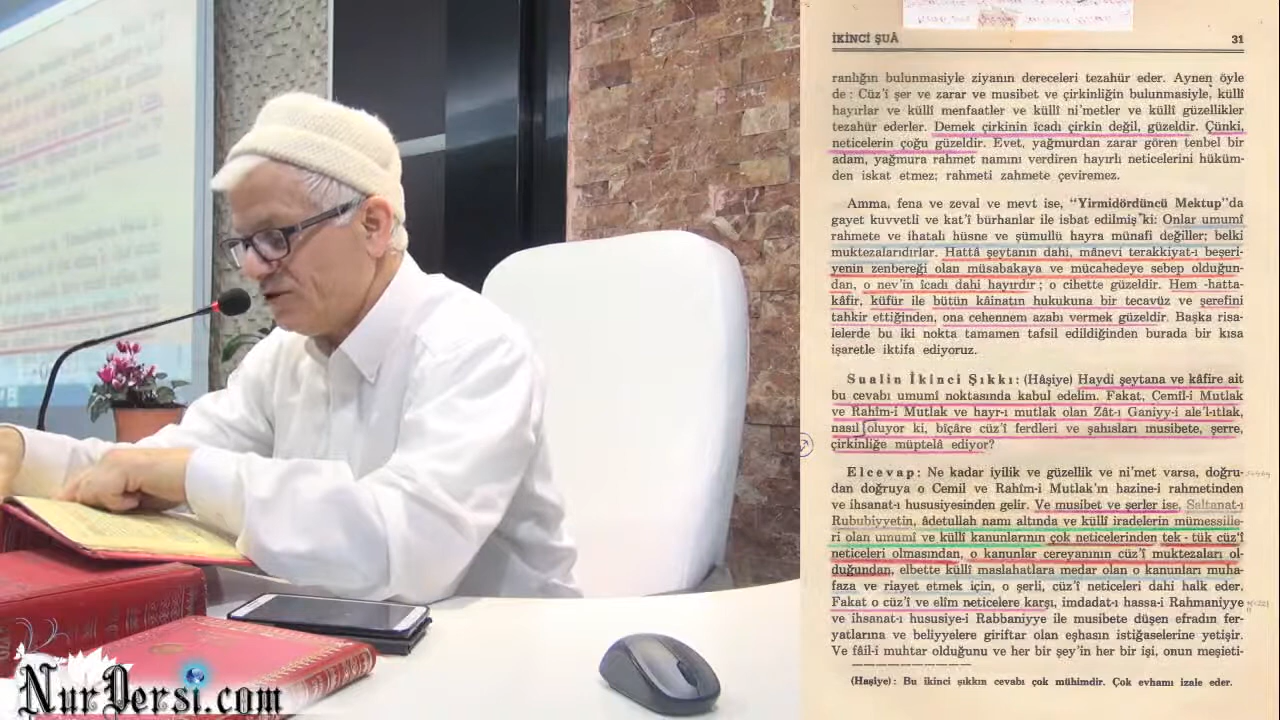 İKİNCİ ŞUÂ 31
ranlığın bulunmasiyle ziyanın dereceleri tezahür eder. Aynen öyle
de : Cüz'î şer ve zarar ve musibet ve çirkinliğin bulunmasiyle, küllî
hayırlar ve küllî menfaatler ve küllî ni'metler ve küllî güzellikler
tezahür ederler. Demek çirkinin îcadı çirkin değil, güzeldir. Çünki,
neticelerin çoğu güzeldir. Evet, yağmurdan zarar gören tenbel bir
adam, yağmura rahmet namını verdiren hayırlı neticelerini hüküm-
den iskat etmez; rahmeti zahmete çeviremez.
Amma, fena ve zeval ve mevt ise, "Yirmidördüncü Mektup"da
gayet kuvvetli ve kat'î bürhanlar ile isbat edilmiş ki: Onlar umumî
rahmete ve ihatalı hüsne ve şümullü hayra münafi değiller; belki
muktezalarıdırlar. Hattâ şeytanın dahi, mânevi terakkiyat-ı beşeri-
yenin zenbereği olan müsabakaya ve mücahedeye sebep olduğun-
dan, o nev'in îcadı dahi hayırdır ; o cihette güzeldir. Hem -hatta-
kâfir, küfür ile bütün kâinatın hukukuna bir tecavüz ve şerefini
tahkir ettiğinden, ona cehennem azabı vermek güzeldir. Başka risa-
lelerde bu iki nokta tamamen tafsil edildiğinden burada bir kısa
işaretle iktifa ediyoruz.
Sualin İkinci Şıkkı: (Hâşiye) Haydi şeytana ve kâfire ait
bu cevabı umumî noktasında kabul edelim. Fakat, Cemîl-i Mutlak
ve Rahîm-i Mutlak ve hayr-ı mutlak olan Zât-ı Ganiyy-i ale'l-ıtlak,
nasıl oluyor ki, bîçâre cüz'î ferdleri ve şahısları musibete, şerre,
çirkinliğe müptelâ ediyor?
Elcevap: Ne kadar iyilik ve güzellik ve ni'met varsa, doğru-
dan doğruya o Cemîl ve Rahîm-i Mutlak'ın hazine-i rahmetinden
ve ihsanat-ı hususiyesinden gelir. Ve musibet ve şerler ise, Saltanat-ı
Rububiyyetin, âdetullah namı altında ve küllî iradelerin mümessille-
ri olan umumî ve küllî kanunlarının çok neticelerinden tek - tük cüz'î
neticeleri olmasından, o kanunlar cereyanının cüz'î muktezaları ol-
duğundan, elbette küllî maslahatlara medar olan o kanunları muha-
faza ve riayet etmek için, o şerli, cüz'î neticeleri dahi halk eder.
Fakat o cüz'î ve elîm neticelere karşı, imdadat-ı hassa-i Rahmaniyye
ve ihsanat-ı hususiye-i Rabbaniyye ile musibete düşen efradın fer-
yatlarına ve beliyyelere giriftar olan eşhasın istiğaselerine yetişir.
Ve fâil-i muhtar olduğunu ve her bir şey'in her bir işi, onun meşieti-
(Haşiye): Bu ikinci şıkkın cevabı çok mühimdir. Çok evhamı izale eder.
NurDersi.com